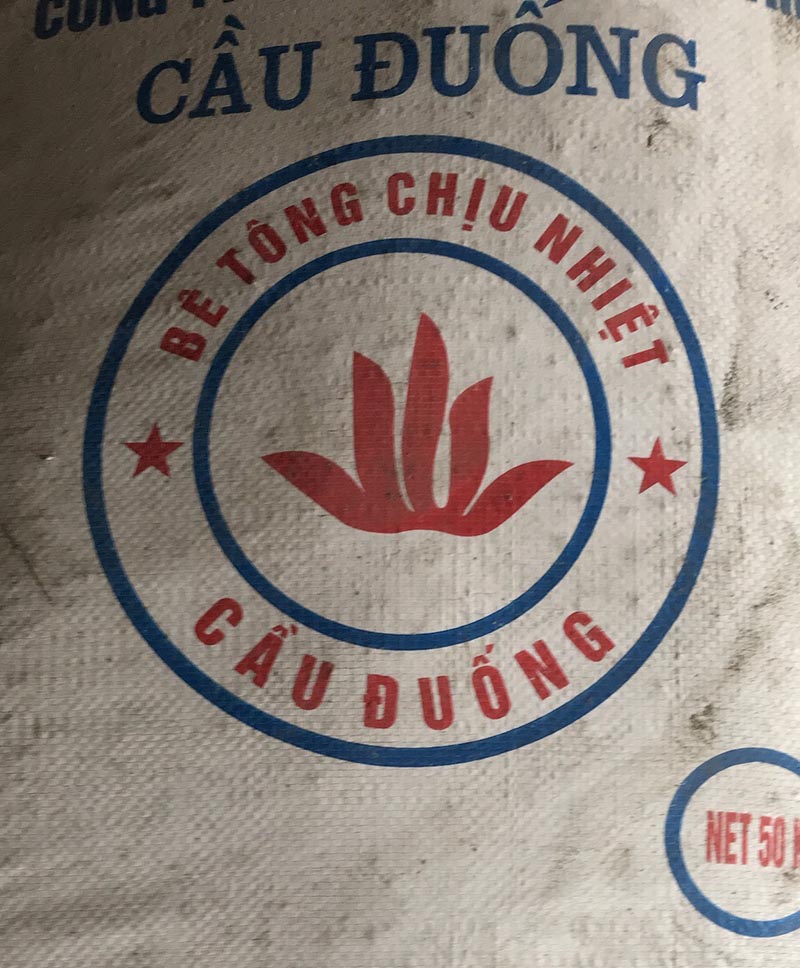 CẦU ĐUỐNG
BÊ TÔNG CHỊU NHIỆT
CẦU ĐUỐNG
NET 50